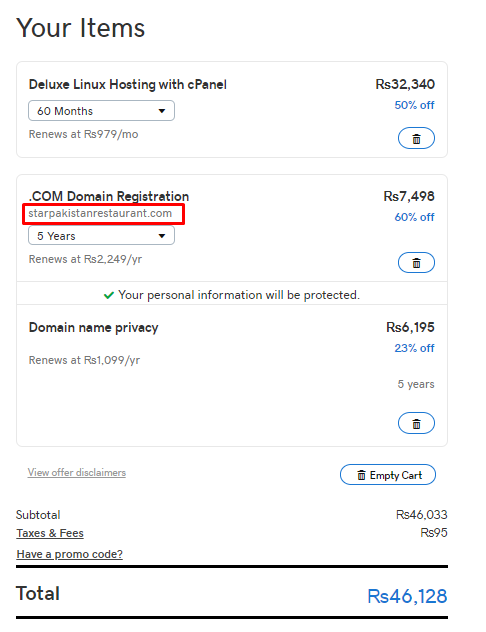 Your Items
Deluxe Linux Hosting with cPanel Rs32,340
60 Months 50% off
Renews at Rs979/mo
.COM Domain Registration Rs7,498
starpakistanrestaurant.com 60% off
5 Years
Renews at Rs2,249/yr
Your personal information will be protected.
Domain name privacy Rs6,195
23% off
Renews at Rs1,099/yr
5 years
View offer disclaimers Empty Cart
Subtotal Rs46,033
Taxes & Fees Rs95
Have a promo code?
Total Rs46,128